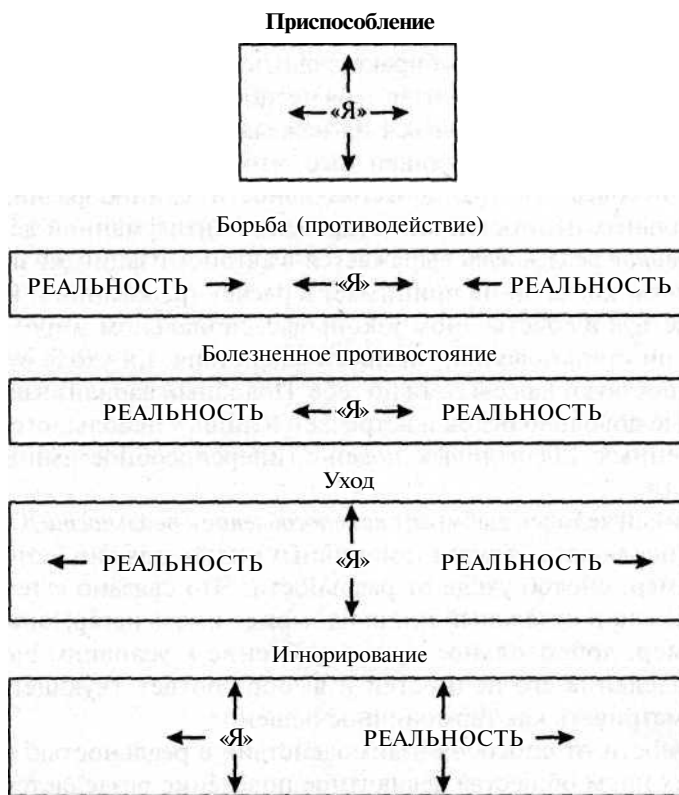 Приспособление
«Я»
Борьба (противодействие)
РЕАЛЬНОСТЬ «Я» РЕАЛЬНОСТЬ
Болезненное противостояние
РЕАЛЬНОСТЬ «Я» РЕАЛЬНОСТЬ
Уход
РЕАЛЬНОСТЬ «Я» РЕАЛЬНОСТЬ
Игнорирование
«Я» РЕАЛЬНОСТЬ